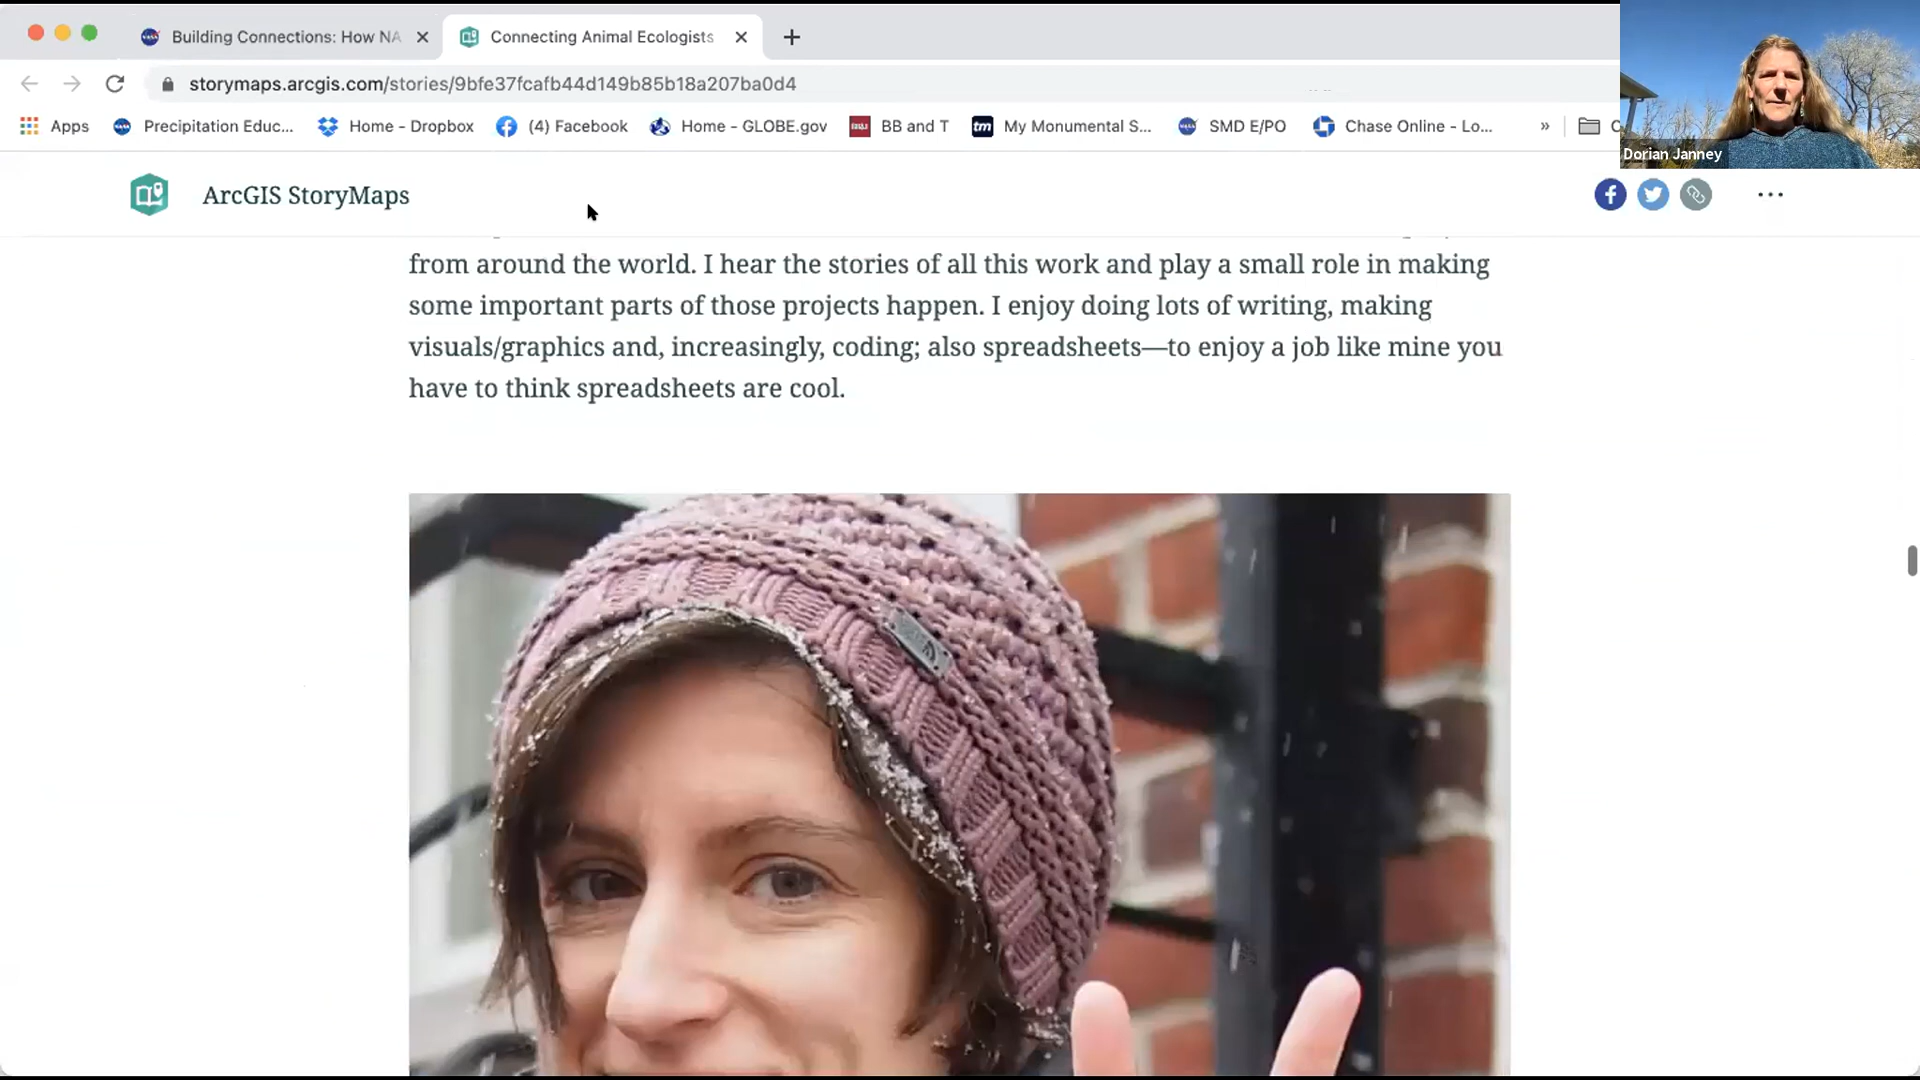 Building Connections: How NA
Connecting Animal Ecologists
storymaps.arcgis.com/stories/9bfe37fcafb44d149b85b18a207ba0d4
Apps
Precipitation Educ...
Home - Dropbox
(4) Facebook
Home - GLOBE.gov
BB and T
tm
My Monumental S...
SMD E/PO
Chase Online - Lo...
»
Dorian Janney
ArcGIS StoryMaps
from around the world. I hear the stories of all this work and play a small role in making
some important parts of those projects happen. I enjoy doing lots of writing, making
visuals/graphics and, increasingly, coding; also spreadsheets—to enjoy a job like mine you
have to think spreadsheets are cool.